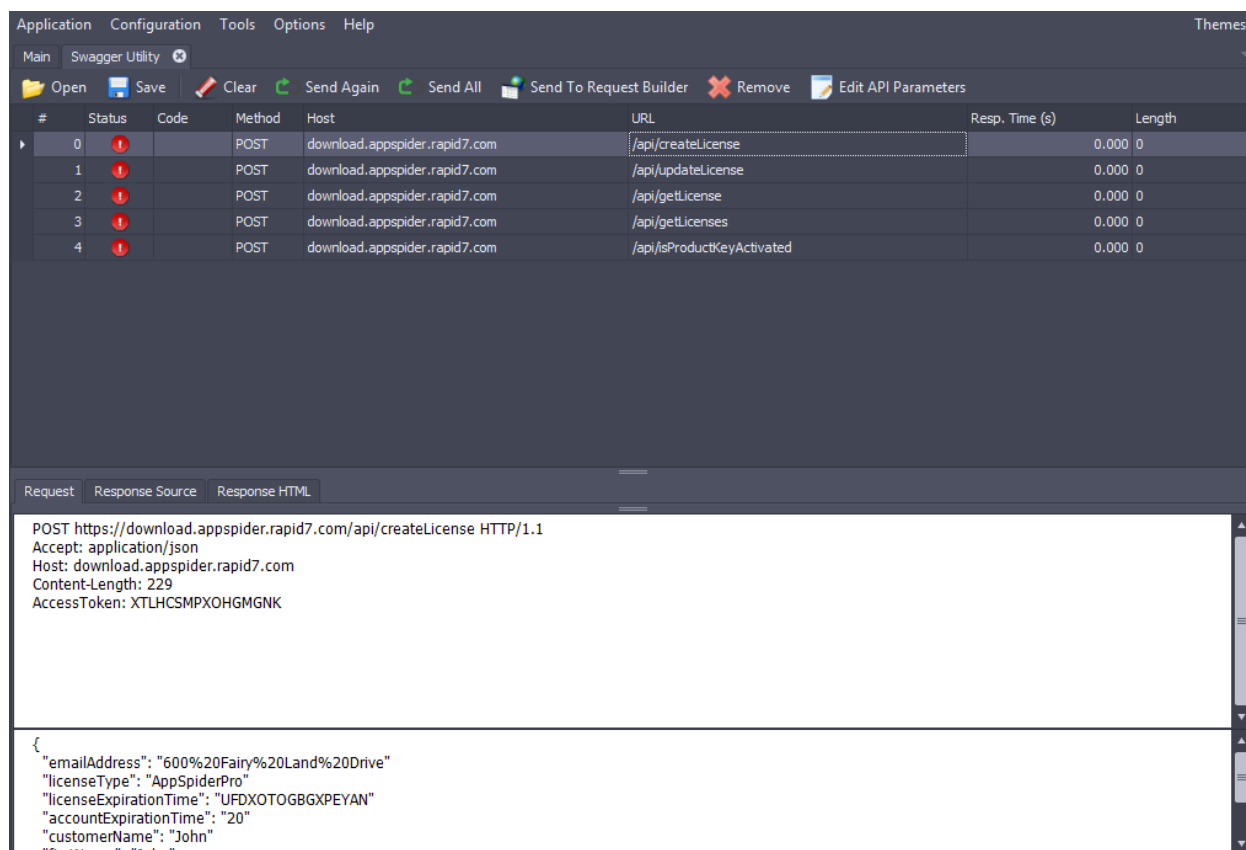 Application Configuration Tools Options Help Themes
Main Swagger Utility
Open Save Clear Send Again Send All Send To Request Builder Remove Edit API Parameters
# Status Code Method Host URL Resp. Time (s) Length
0 POST download.appspider.rapid7.com /api/createLicense 0.000 0
1 POST download.appspider.rapid7.com /api/updateLicense 0.000 0
2 POST download.appspider.rapid7.com /api/getLicense 0.000 0
3 POST download.appspider.rapid7.com /api/getLicenses 0.000 0
4 POST download.appspider.rapid7.com /api/isProductKeyActivated 0.000 0
Request Response Source Response HTML
POST https://download.appspider.rapid7.com/api/createLicense HTTP/1.1
Accept: application/json
Host: download.appspider.rapid7.com
Content-Length: 229
AccessToken: XTLHCSMPXOHGMGNK
{
"emailAddress": "600%20Fairy%20Land%20Drive"
"licenseType": "AppSpiderPro"
"licenseExpirationTime": "UFDXOTOGBGXPEYAN"
"accountExpirationTime": "20"
"customerName": "John"